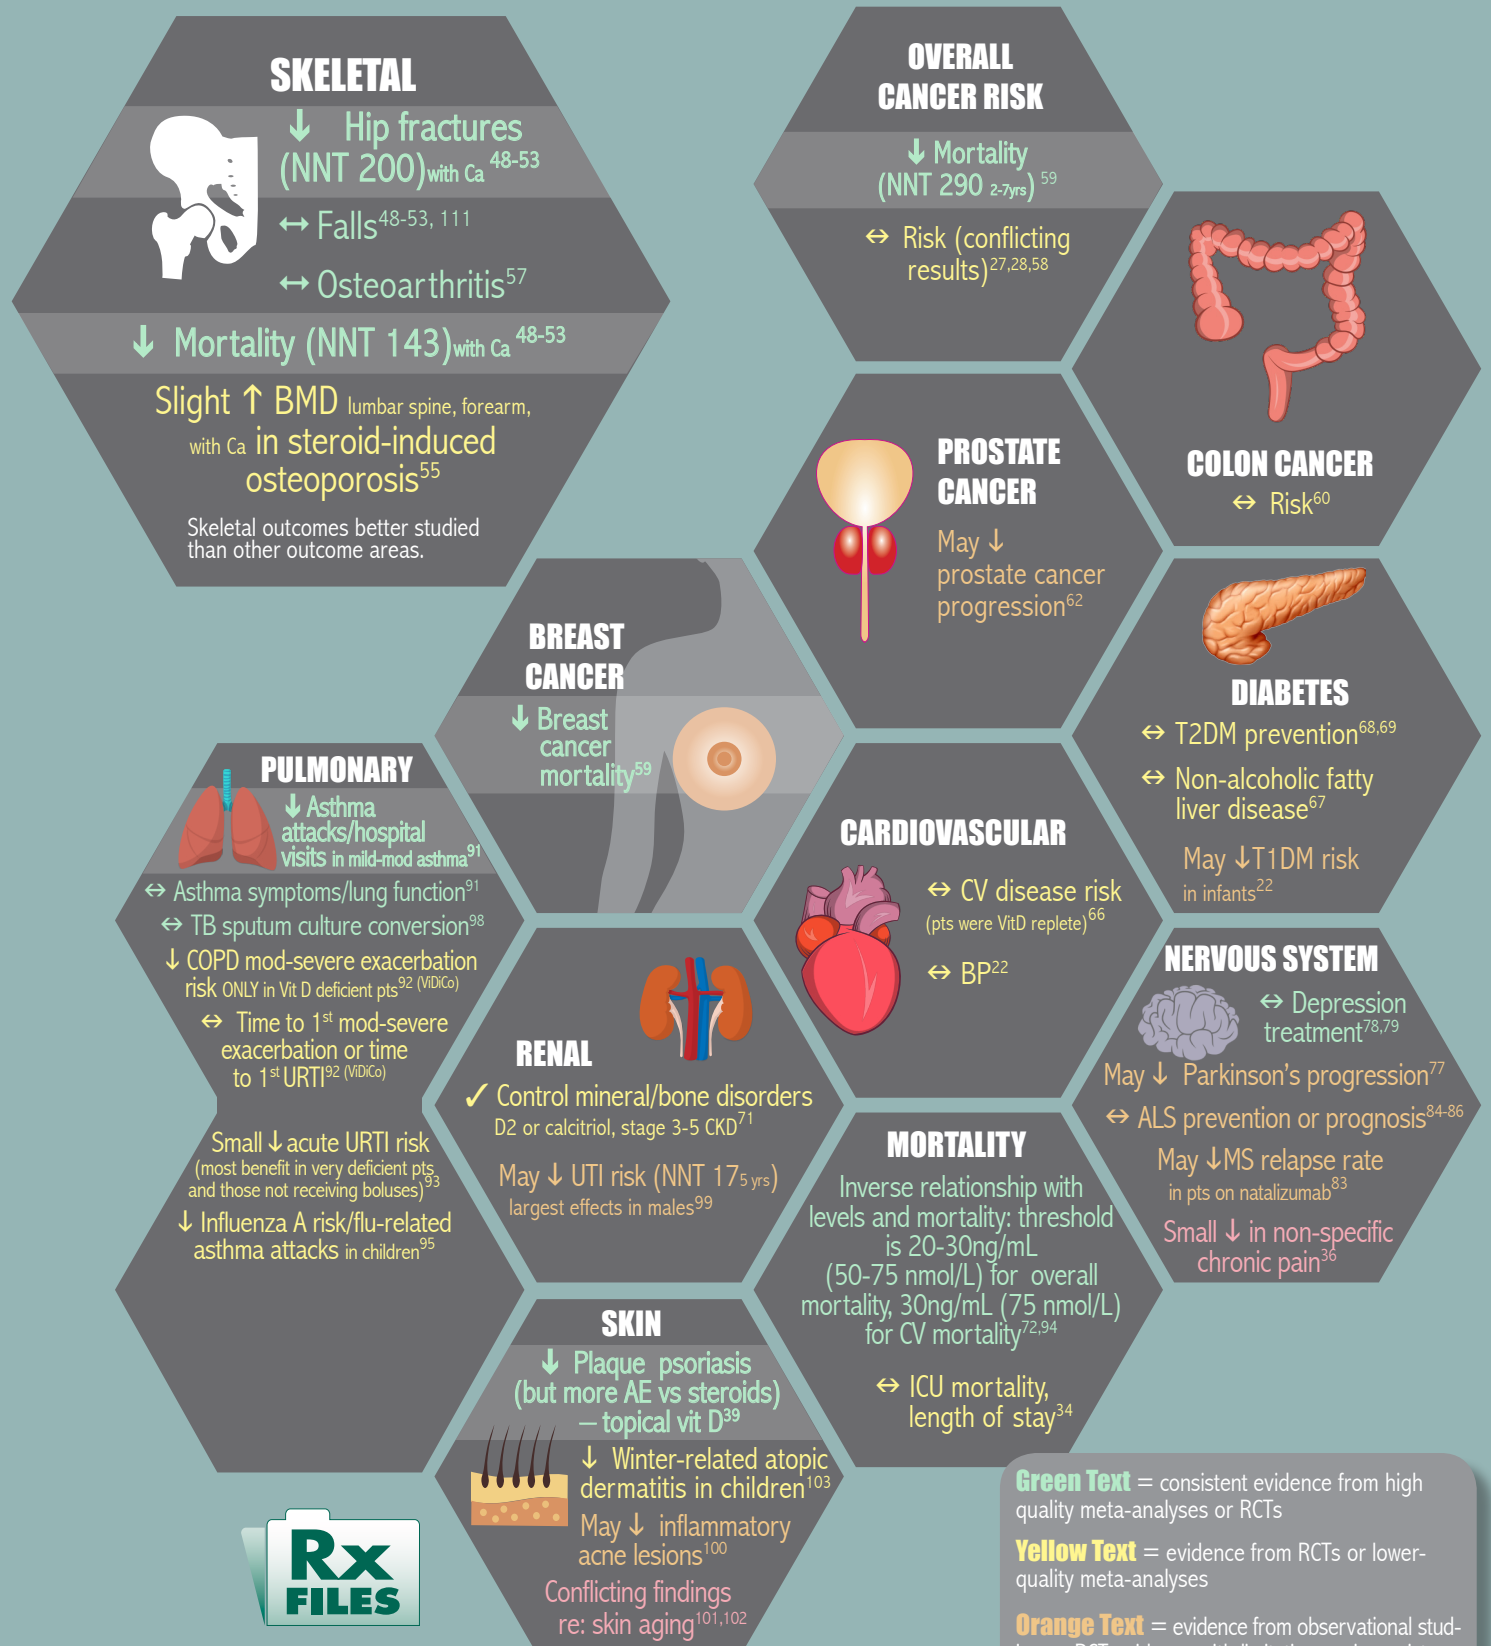 SKELETAL
↓ Hip fractures
(NNT 200)with Ca 48-53
↔ Falls48-53, 111
↔ Osteoarthritis57
↓ Mortality (NNT 143)with Ca 48-53
Slight ↑ BMD lumbar spine, forearm,
with Ca in steroid-induced
osteoporosis55
Skeletal outcomes better studied
than other outcome areas.
OVERALL
CANCER RISK
↓ Mortality
(NNT 290 2-7yrs) 59
↔ Risk (conflicting
results)27,28,58
COLON CANCER
↔ Risk60
PROSTATE
CANCER
May ↓
prostate cancer
progression62
BREAST
CANCER
↓ Breast
cancer
mortality59
DIABETES
↔ T2DM prevention68,69
↔ Non-alcoholic fatty
liver disease67
May ↓T1DM risk
in infants22
PULMONARY
↓ Asthma
attacks/hospital
visits in mild-mod asthma91
↔ Asthma symptoms/lung function91
↔ TB sputum culture conversion98
↓ COPD mod-severe exacerbation
risk ONLY in Vit D deficient pts92 (ViDiCo)
↔ Time to 1st mod-severe
exacerbation or time
to 1st URTI92 (ViDiCo)
Small ↓ acute URTI risk
(most benefit in very deficient pts
and those not receiving boluses)93
↓ Influenza A risk/flu-related
asthma attacks in children95
CARDIOVASCULAR
↔ CV disease risk
(pts were VitD replete)66
↔ BP22
RENAL
✓ Control mineral/bone disorders
D2 or calcitriol, stage 3-5 CKD71
May ↓ UTI risk (NNT 175 yrs)
largest effects in males99
NERVOUS SYSTEM
↔ Depression
treatment78,79
May ↓ Parkinson's progression77
↔ ALS prevention or prognosis84-86
May ↓MS relapse rate
in pts on natalizumab83
Small ↓ in non-specific
chronic pain36
MORTALITY
Inverse relationship with
levels and mortality: threshold
is 20-30ng/mL
(50-75 nmol/L) for overall
mortality, 30ng/mL (75 nmol/L)
for CV mortality72,94
↔ ICU mortality,
length of stay34
SKIN
↓ Plaque psoriasis
(but more AE vs steroids)
– topical vit D39
↓ Winter-related atopic
dermatitis in children103
May ↓ inflammatory
acne lesions100
Conflicting findings
re: skin aging101,102
Rx
FILES
Green Text = consistent evidence from high
quality meta-analyses or RCTs
Yellow Text = evidence from RCTs or lower-
quality meta-analyses
Orange Text = evidence from observational stud-